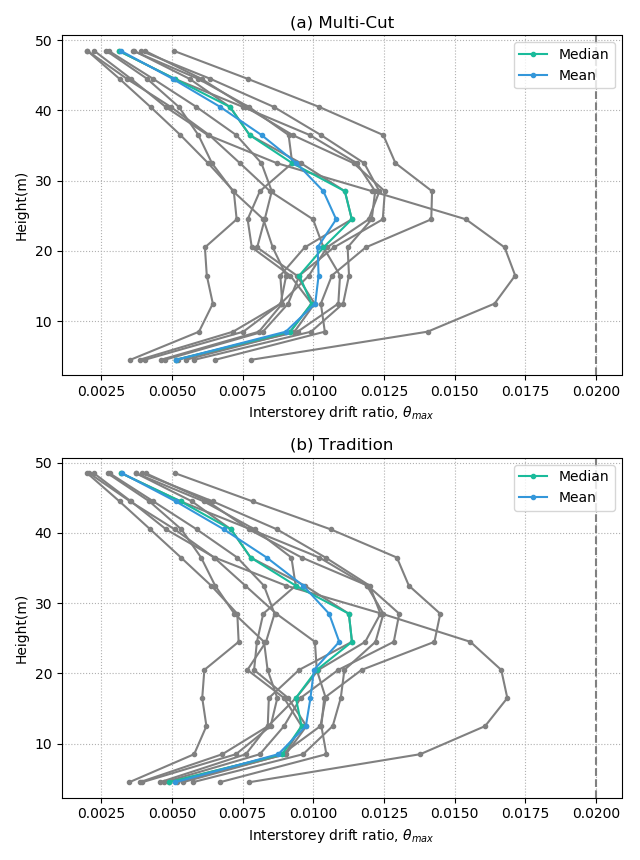 (a) Multi-Cut
50
40
30
20
10
Height(m)
Median
Mean
0.0025 0.0050 0.0075 0.0100 0.0125 0.0150 0.0175 0.0200
Interstorey drift ratio, θmax
(b) Tradition
50
40
30
20
10
Height(m)
Median
Mean
0.0025 0.0050 0.0075 0.0100 0.0125 0.0150 0.0175 0.0200
Interstorey drift ratio, θmax